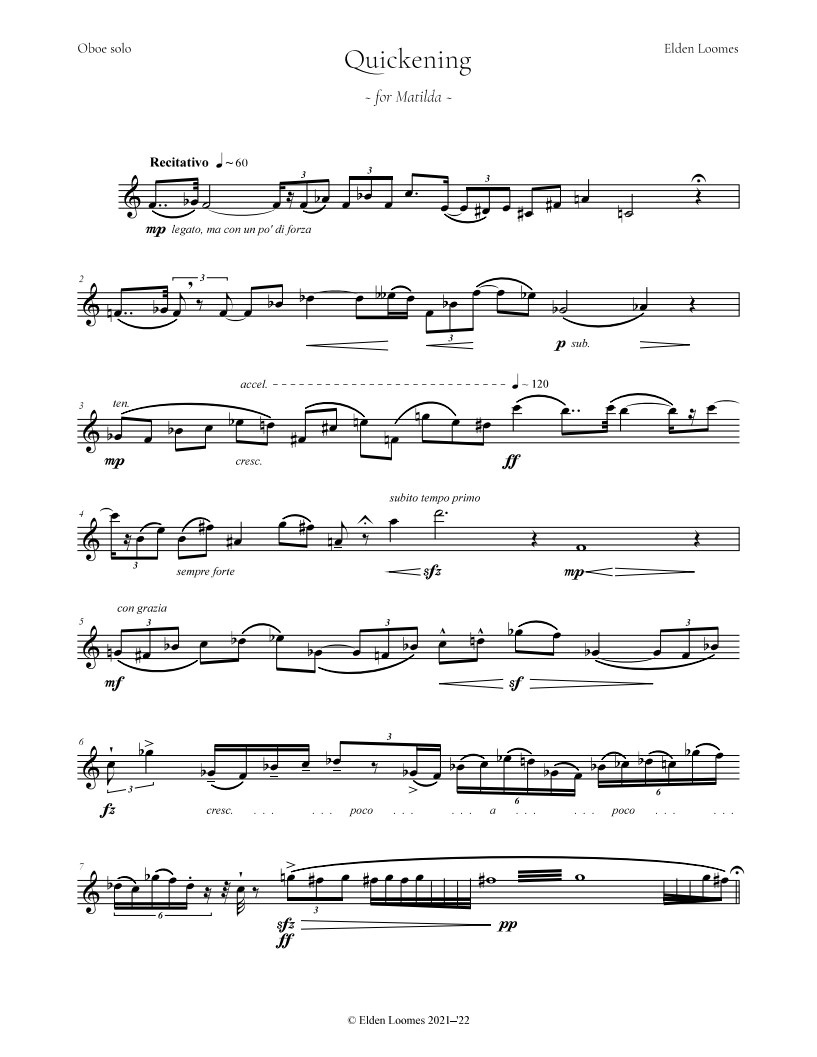 Oboe solo
Quickening
Elden Loomes
~ for Matilda ~
Recitativo ~ 60
3 3 3
mp legato, ma con un po' di forza
2 3
3
p sub.
accel. ~ 120
3 ten.
mp cresc. ff
subito tempo primo
4
3
sempre forte sfz mp
con grazia
5 3 3 3
mf sf
6 3
3 6 6
fz cresc. . . . . . . poco . . . . . . a . . . . . . poco . . . . . .
7
6 3
sfz pp
ff
© Elden Loomes 2021–'22